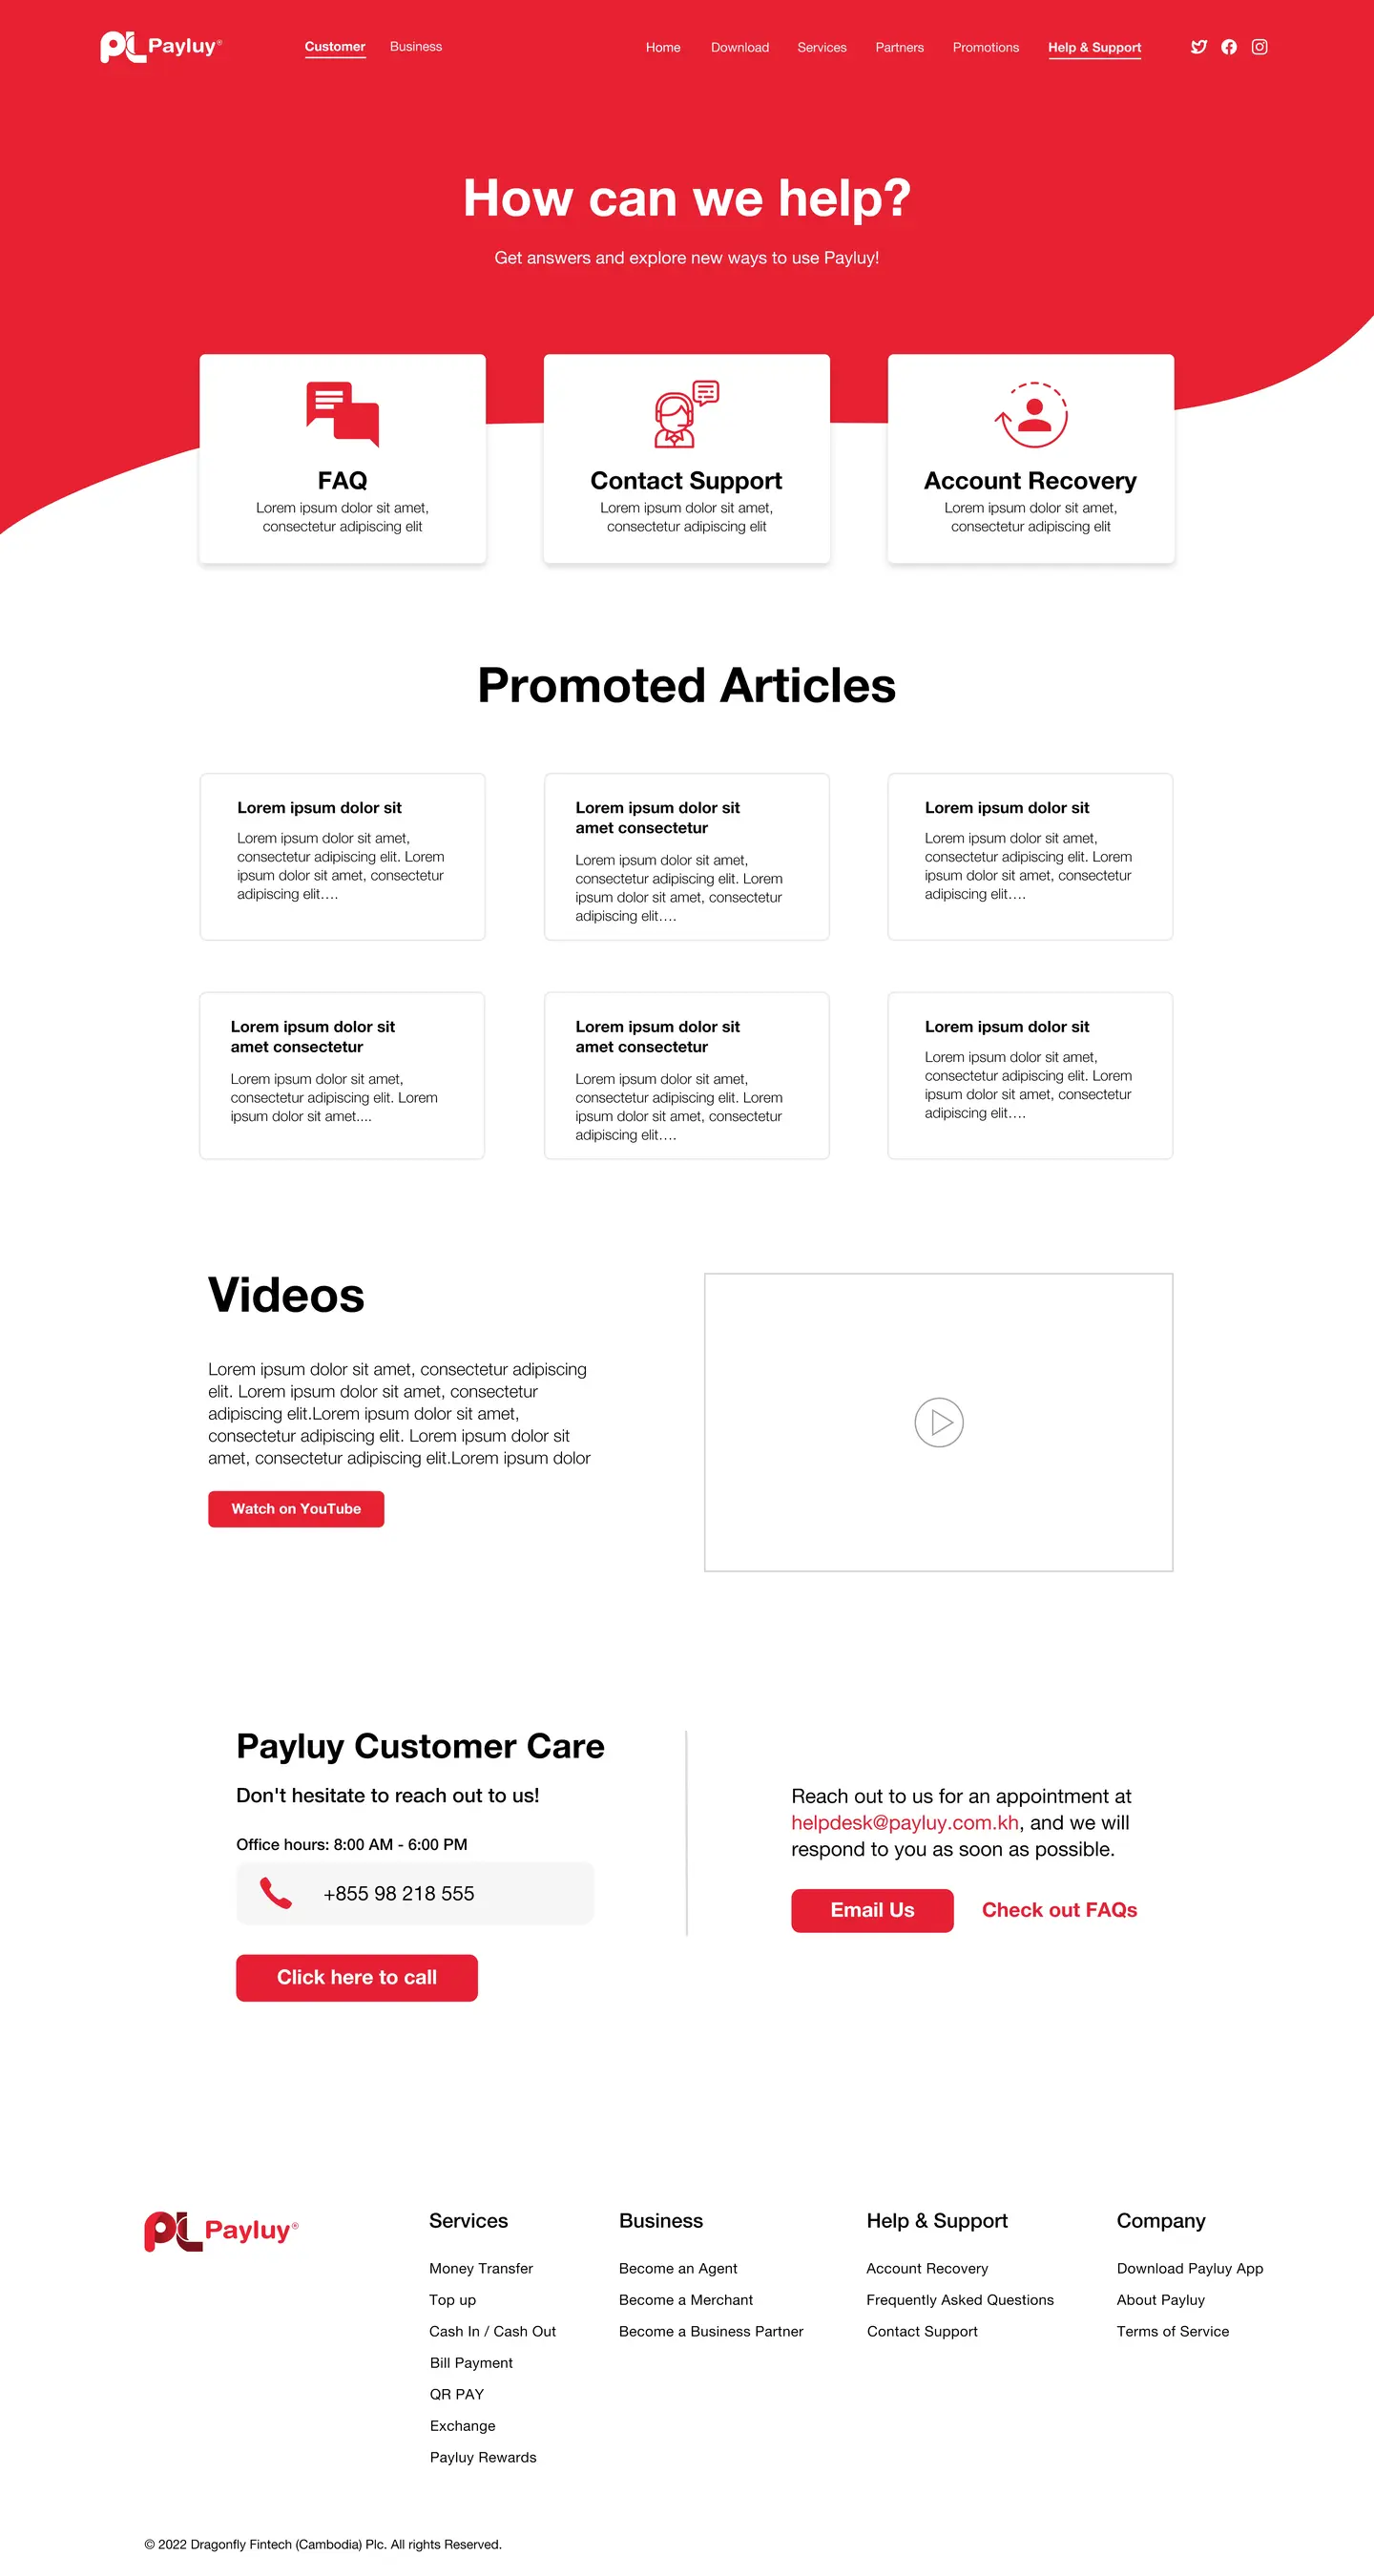 PL Payluy®
Customer Business
Home Download Services Partners Promotions Help & Support
How can we help?
Get answers and explore new ways to use Payluy!
FAQ
Lorem ipsum dolor sit amet,
consectetur adipiscing elit
Contact Support
Lorem ipsum dolor sit amet,
consectetur adipiscing elit
Account Recovery
Lorem ipsum dolor sit amet,
consectetur adipiscing elit
Promoted Articles
Lorem ipsum dolor sit
Lorem ipsum dolor sit amet,
consectetur adipiscing elit. Lorem
ipsum dolor sit amet, consectetur
adipiscing elit....
Lorem ipsum dolor sit
amet consectetur
Lorem ipsum dolor sit amet,
consectetur adipiscing elit. Lorem
ipsum dolor sit amet, consectetur
adipiscing elit....
Lorem ipsum dolor sit
Lorem ipsum dolor sit amet,
consectetur adipiscing elit. Lorem
ipsum dolor sit amet, consectetur
adipiscing elit....
Lorem ipsum dolor sit
amet consectetur
Lorem ipsum dolor sit amet,
consectetur adipiscing elit. Lorem
ipsum dolor sit amet....
Lorem ipsum dolor sit
amet consectetur
Lorem ipsum dolor sit amet,
consectetur adipiscing elit. Lorem
ipsum dolor sit amet, consectetur
adipiscing elit....
Lorem ipsum dolor sit
Lorem ipsum dolor sit amet,
consectetur adipiscing elit. Lorem
ipsum dolor sit amet, consectetur
adipiscing elit....
Videos
Lorem ipsum dolor sit amet, consectetur adipiscing
elit. Lorem ipsum dolor sit amet, consectetur
adipiscing elit.Lorem ipsum dolor sit amet,
consectetur adipiscing elit. Lorem ipsum dolor sit
amet, consectetur adipiscing elit.Lorem ipsum dolor
Watch on YouTube
Payluy Customer Care
Don't hesitate to reach out to us!
Office hours: 8:00 AM - 6:00 PM
+855 98 218 555
Click here to call
Reach out to us for an appointment at
helpdesk@payluy.com.kh, and we will
respond to you as soon as possible.
Email Us
Check out FAQs
PL Payluy®
Services
Money Transfer
Top up
Cash In / Cash Out
Bill Payment
QR PAY
Exchange
Payluy Rewards
Business
Become an Agent
Become a Merchant
Become a Business Partner
Help & Support
Account Recovery
Frequently Asked Questions
Contact Support
Company
Download Payluy App
About Payluy
Terms of Service
© 2022 Dragonfly Fintech (Cambodia) Plc. All rights Reserved.